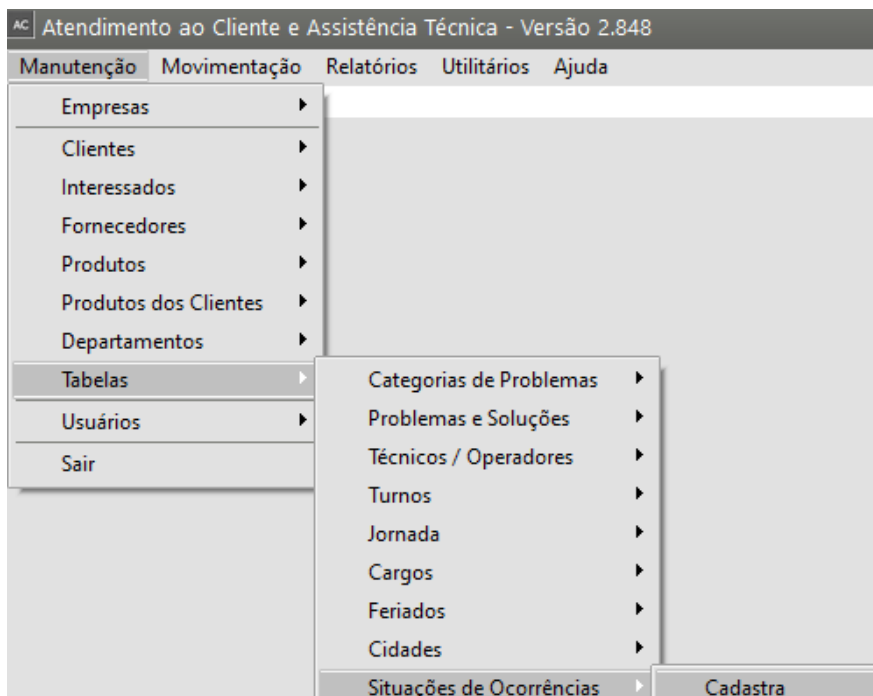 AC Atendimento ao Cliente e Assistência Técnica - Versão 2.848
Manutenção Movimentação Relatórios Utilitários Ajuda
Empresas
Clientes
Interessados
Fornecedores
Produtos
Produtos dos Clientes
Departamentos
Tabelas
Usuários
Sair
Categorias de Problemas
Problemas e Soluções
Técnicos / Operadores
Turnos
Jornada
Cargos
Feriados
Cidades
Situações de Ocorrências
Cadastra